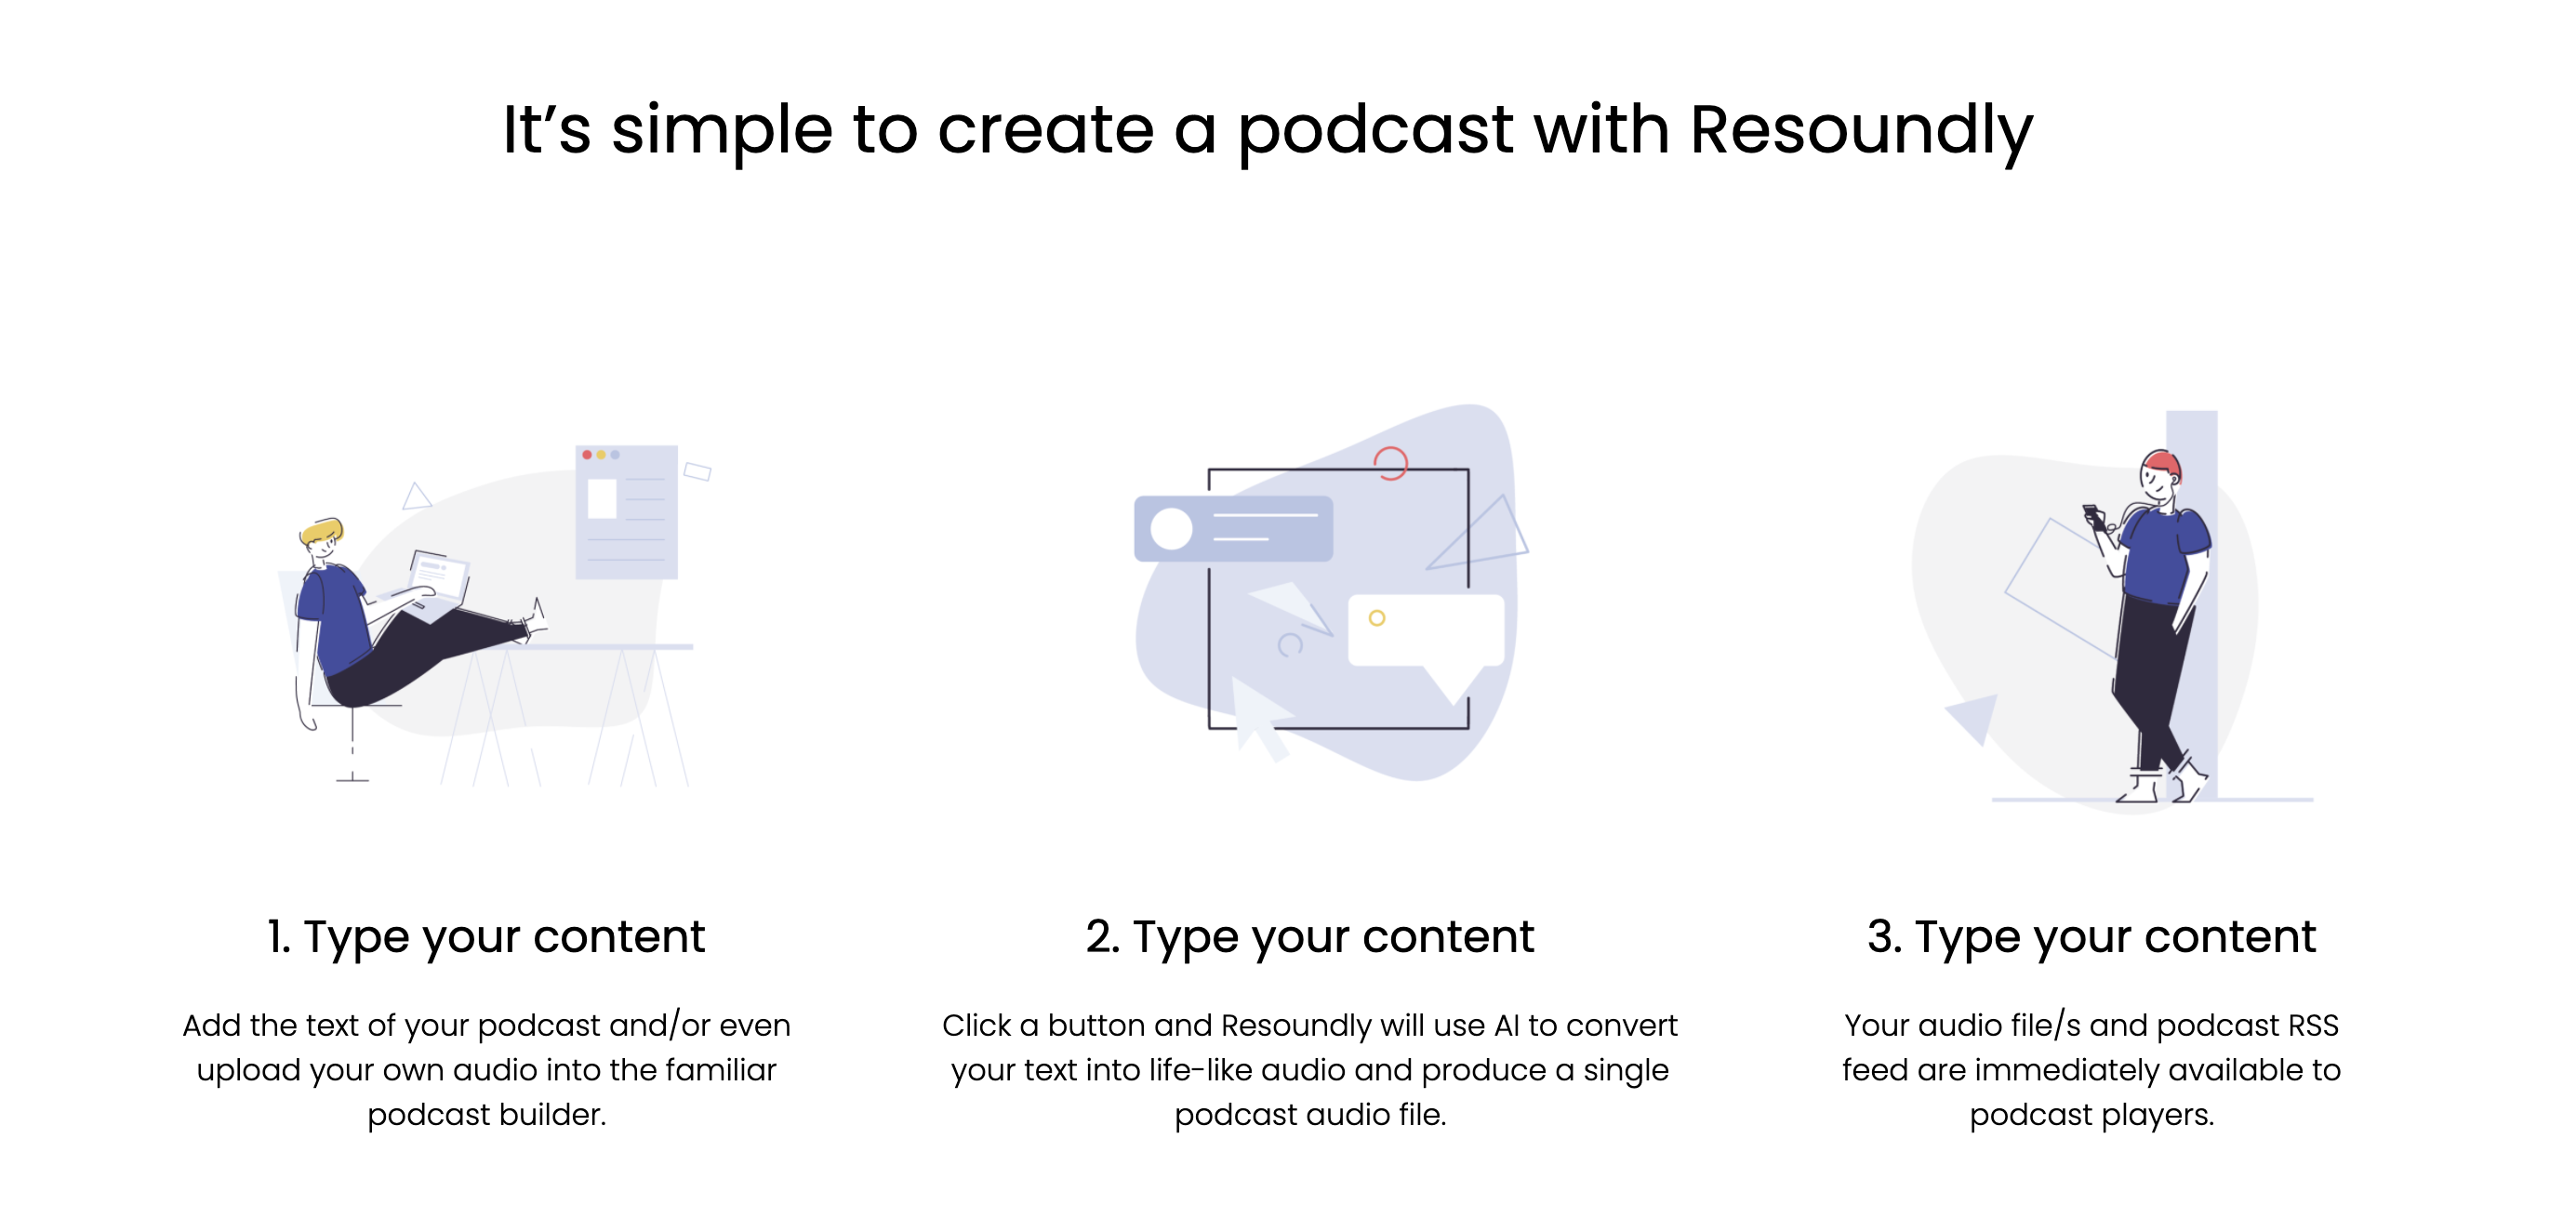 It’s simple to create a podcast with Resoundly
1. Type your content
Add the text of your podcast and/or even
upload your own audio into the familiar
podcast builder.
2. Type your content
Click a button and Resoundly will use AI to convert
your text into life-like audio and produce a single
podcast audio file.
3. Type your content
Your audio file/s and podcast RSS
feed are immediately available to
podcast players.